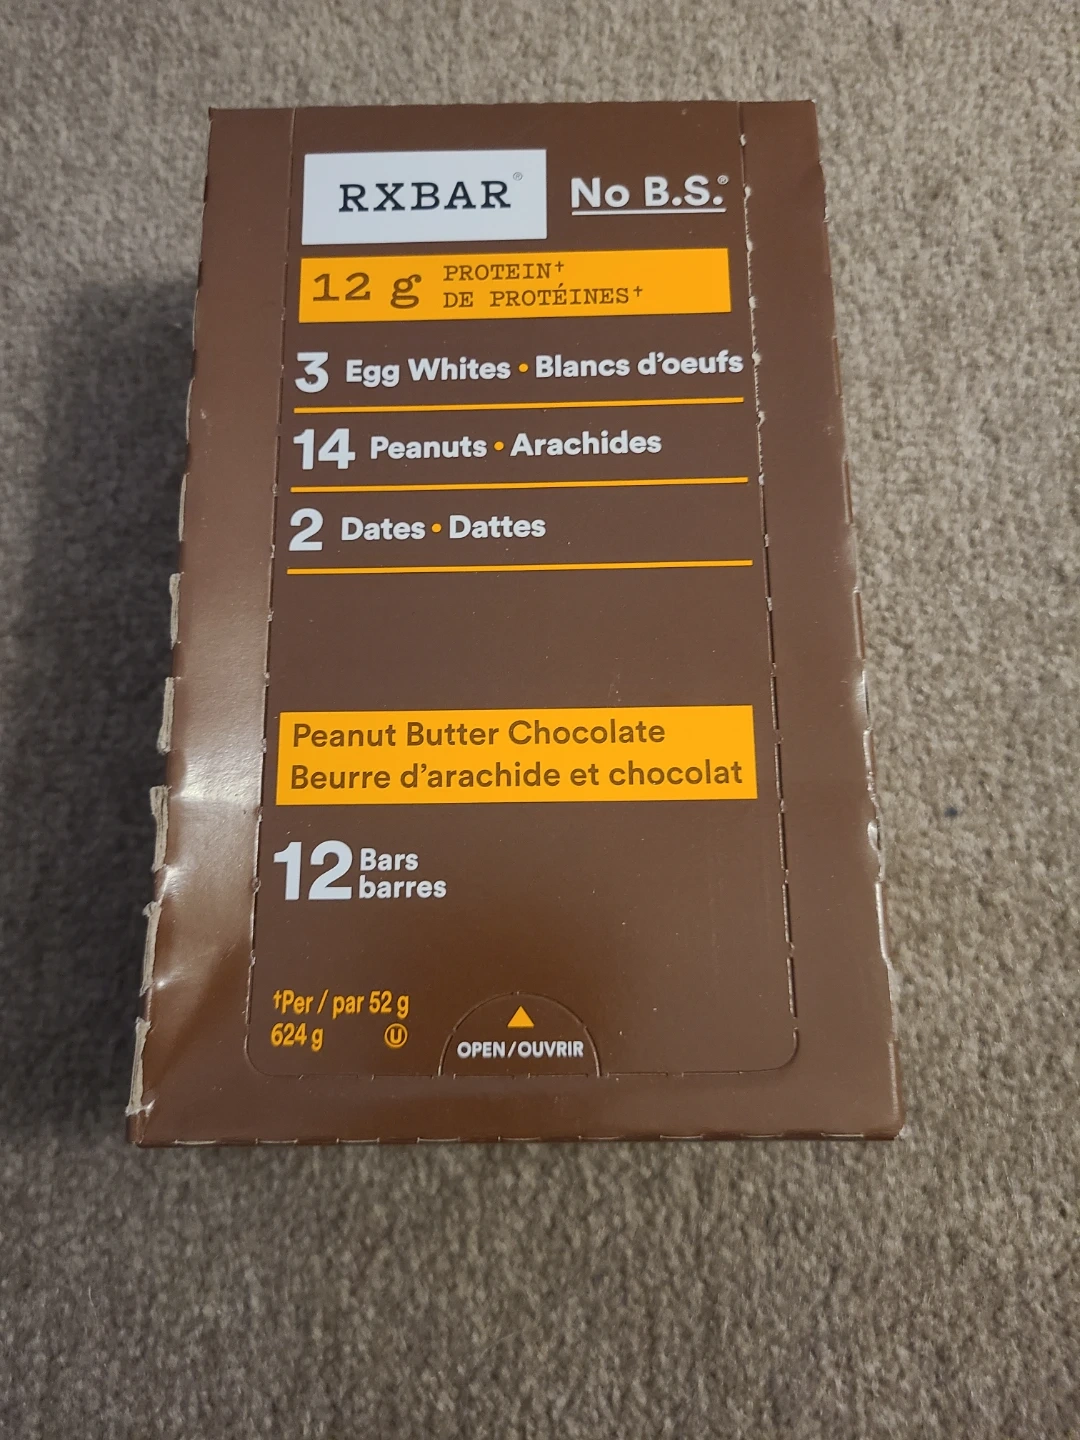 RXBAR® No B.S.®
12 g PROTEIN†
DE PROTÉINES†
3 Egg Whites • Blancs d'oeufs
14 Peanuts • Arachides
2 Dates • Dattes
Peanut Butter Chocolate
Beurre d'arachide et chocolat
12 Bars
barres
†Per / par 52 g
624 g U
OPEN/OUVRIR